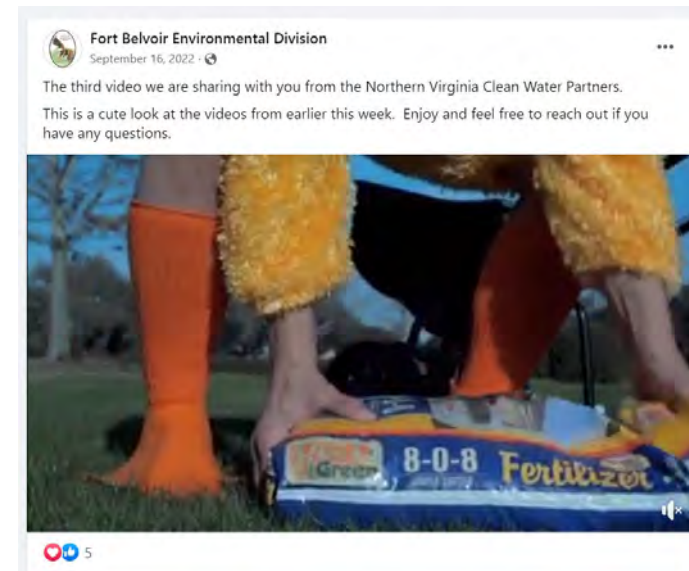 Fort Belvoir Environmental Division
September 16, 2022 ·
The third video we are sharing with you from the Northern Virginia Clean Water Partners.
This is a cute look at the videos from earlier this week. Enjoy and feel free to reach out if you
have any questions.
Green
8-0-8
Fertilizer
5